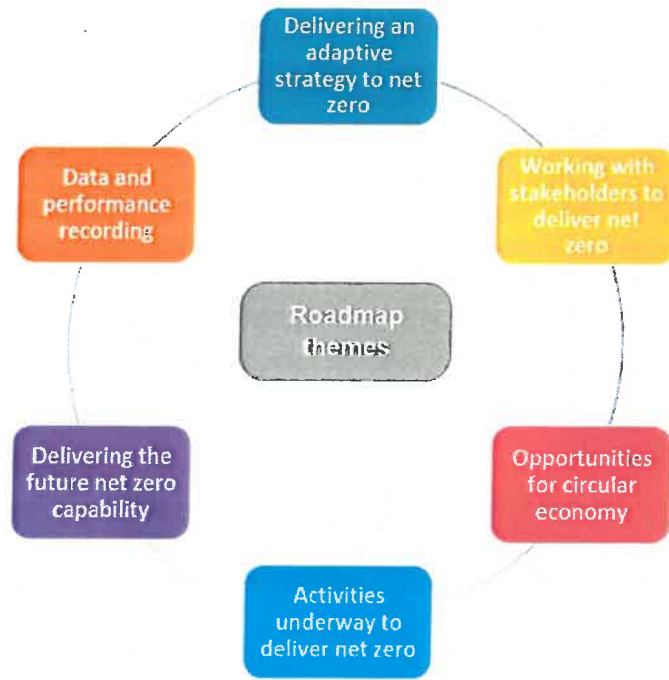 Delivering an
adaptive
strategy to net
zero
Working with
stakeholders to
deliver net
zero
Data and
performance
recording
Roadmap
themes
Delivering the
future net zero
capability
Opportunities
for circular
economy
Activities
underway to
deliver net zero